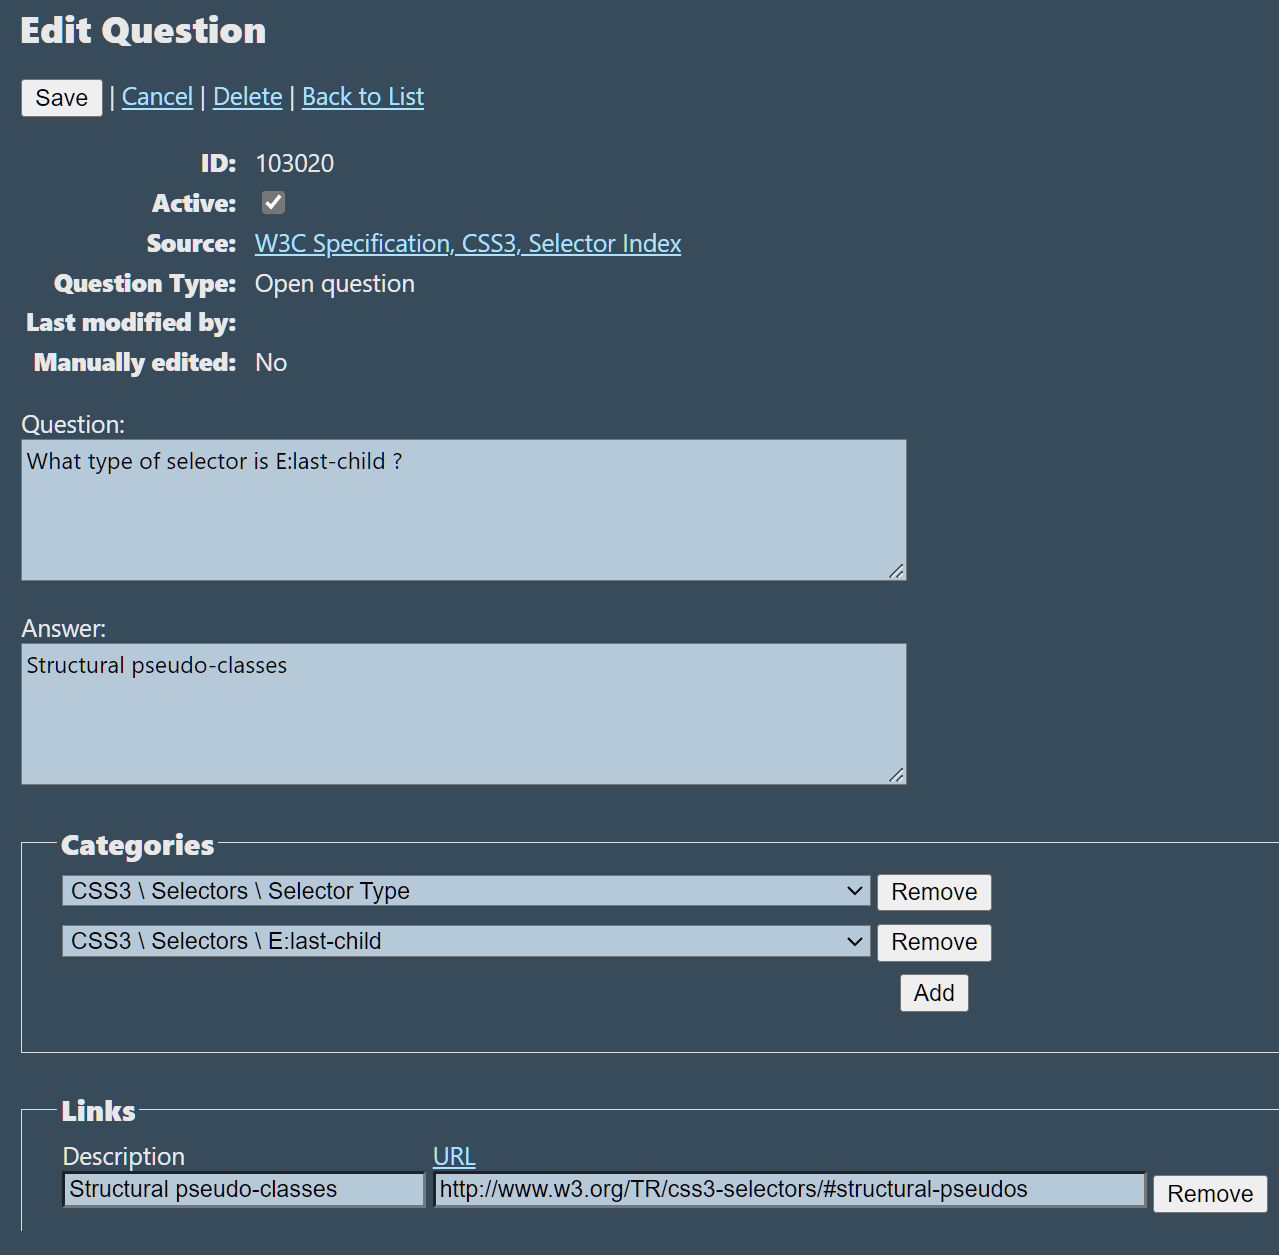 Edit Question
Save | Cancel | Delete | Back to List
ID: 103020
Active:
Source: W3C Specification, CSS3, Selector Index
Question Type: Open question
Last modified by:
Manually edited: No
Question:
What type of selector is E:last-child ?
Answer:
Structural pseudo-classes
Categories
CSS3 \ Selectors \ Selector Type Remove
CSS3 \ Selectors \ E:last-child Remove
Add
Links
Description URL
Structural pseudo-classes http://www.w3.org/TR/css3-selectors/#structural-pseudos Remove